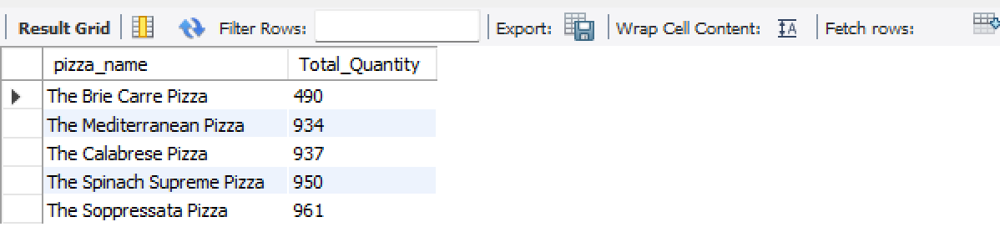 Result Grid Filter Rows: Export: Wrap Cell Content: IA Fetch rows:
pizza_name Total_Quantity
The Brie Carre Pizza 490
The Mediterranean Pizza 934
The Calabrese Pizza 937
The Spinach Supreme Pizza 950
The Soppressata Pizza 961